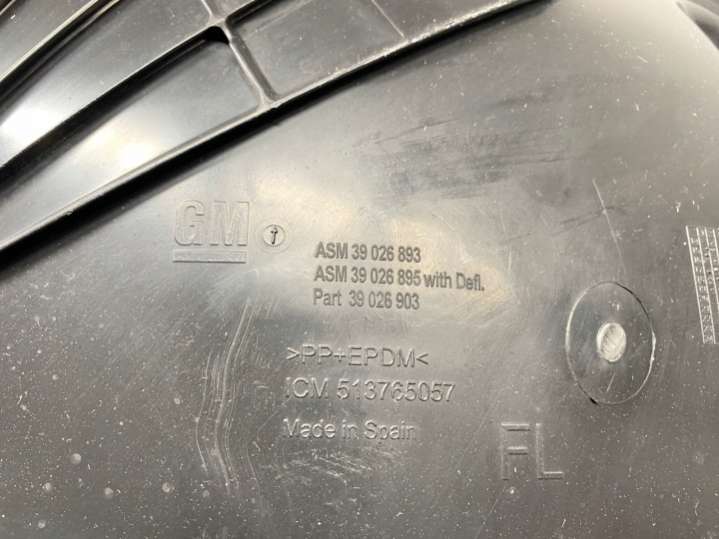 GM
ASM 39 026 893
ASM 39 026 895 with Defl.
Part 39 026 903
>PP+EPDM<
ICM 513765057
Made in Spain
FL